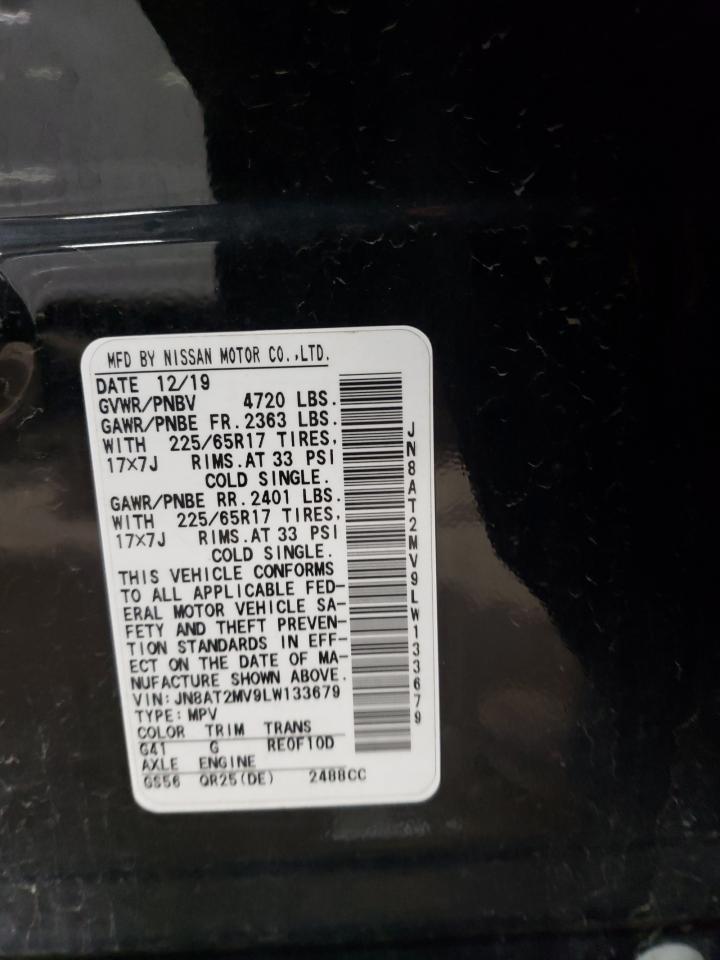 MFD BY NISSAN MOTOR CO.,LTD.
DATE 12/19
GVWR/PNBV 4720 LBS.
GAWR/PNBE FR. 2363 LBS.
WITH 225/65R17 TIRES,
17×7J RIMS.AT 33 PSI
COLD SINGLE.
GAWR/PNBE RR. 2401 LBS.
WITH 225/65R17 TIRES,
17×7J RIMS.AT 33 PSI
COLD SINGLE.
THIS VEHICLE CONFORMS
TO ALL APPLICABLE FED-
ERAL MOTOR VEHICLE SA-
FETY AND THEFT PREVEN-
TION STANDARDS IN EFF-
ECT ON THE DATE OF MA-
NUFACTURE SHOWN ABOVE.
VIN: JN8AT2MV9LW133679
TYPE: MPV
COLOR TRIM TRANS
G41 G RE0F10D
AXLE ENGINE
GS56 QR25(DE) 2488CC
JN8AT2MV9LW133679